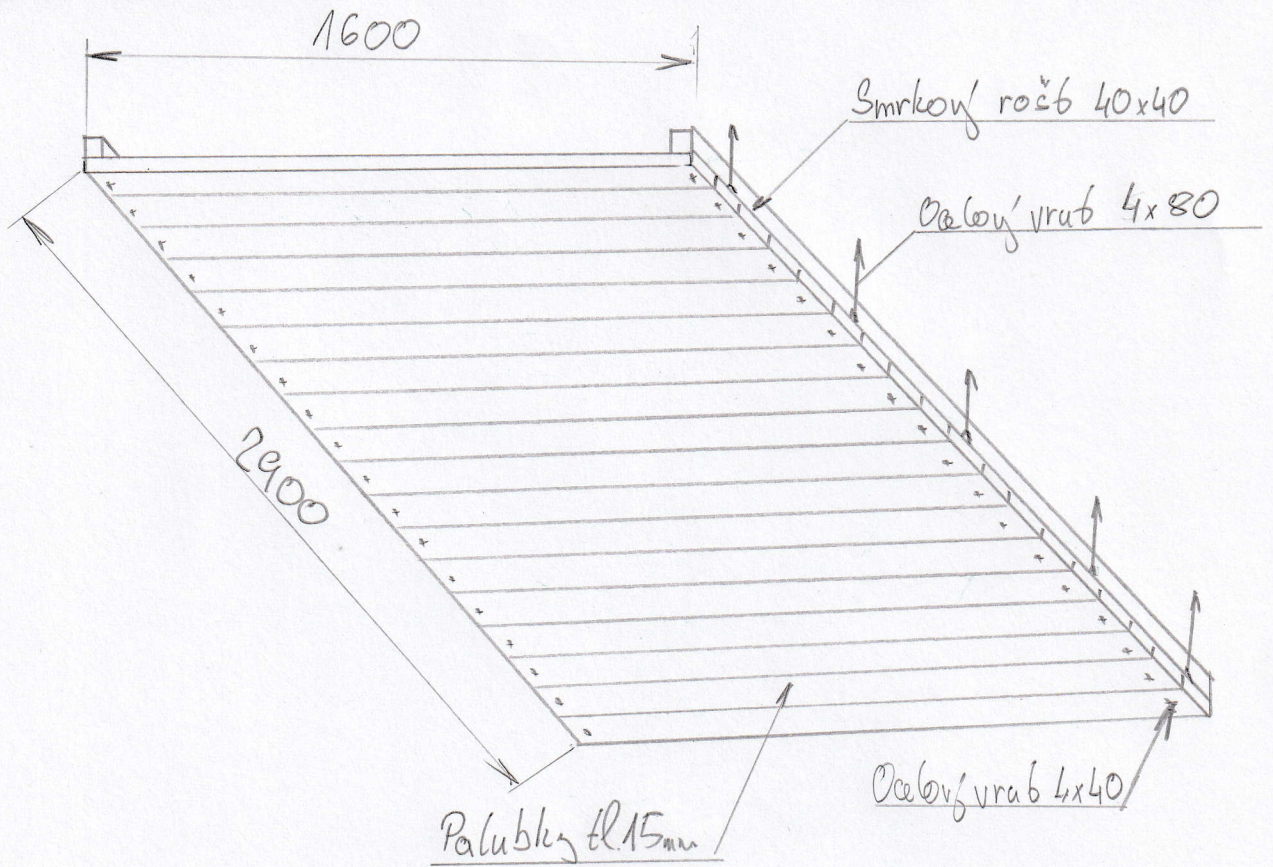 1600
Smrkový rošt 40x40
Ocelový vrut 4x80
2900
Ocelový vrut 4x40
Palubky tl.15mm